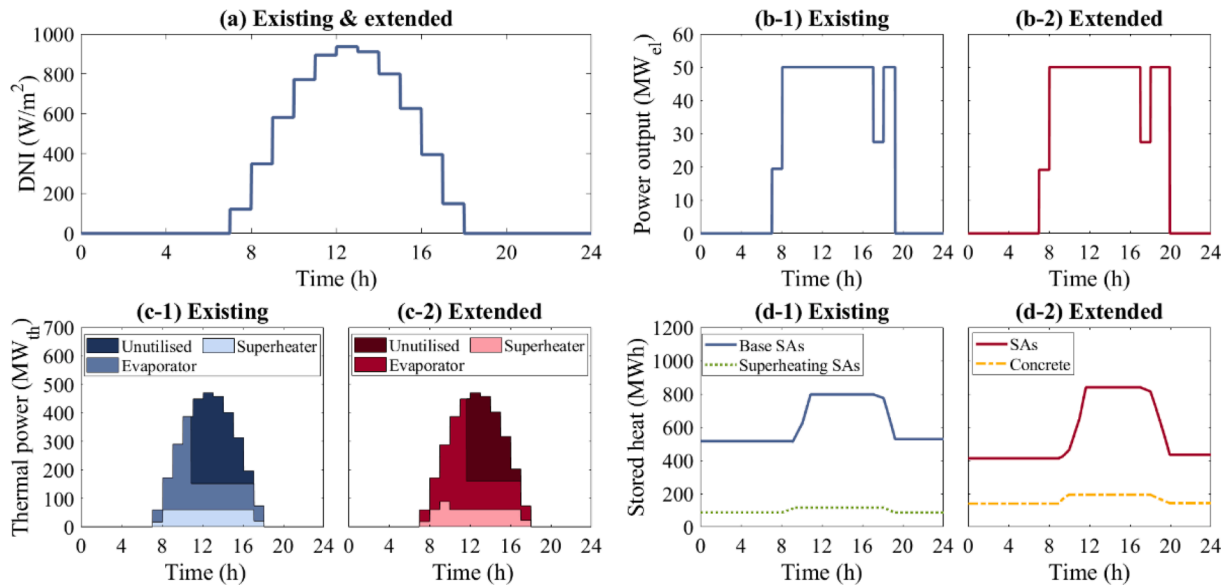 (a) Existing & extended
1000
800
600
400
200
0
DNI (W/m²)
0 4 8 12 16 20 24
Time (h)
(b-1) Existing
(b-2) Extended
60
50
40
30
20
10
0
Power output (MWel)
0 4 8 12 16 20 24
0 4 8 12 16 20 24
Time (h)
Time (h)
(c-1) Existing
(c-2) Extended
700
600
500
400
300
200
100
0
Thermal power (MWth)
Unutilised Superheater
Evaporator
Unutilised Superheater
Evaporator
0 4 8 12 16 20 24
0 4 8 12 16 20 24
Time (h)
Time (h)
(d-1) Existing
(d-2) Extended
1200
1000
800
600
400
200
0
Stored heat (MWh)
Base SAs
Superheating SAs
SAs
Concrete
0 4 8 12 16 20 24
0 4 8 12 16 20 24
Time (h)
Time (h)